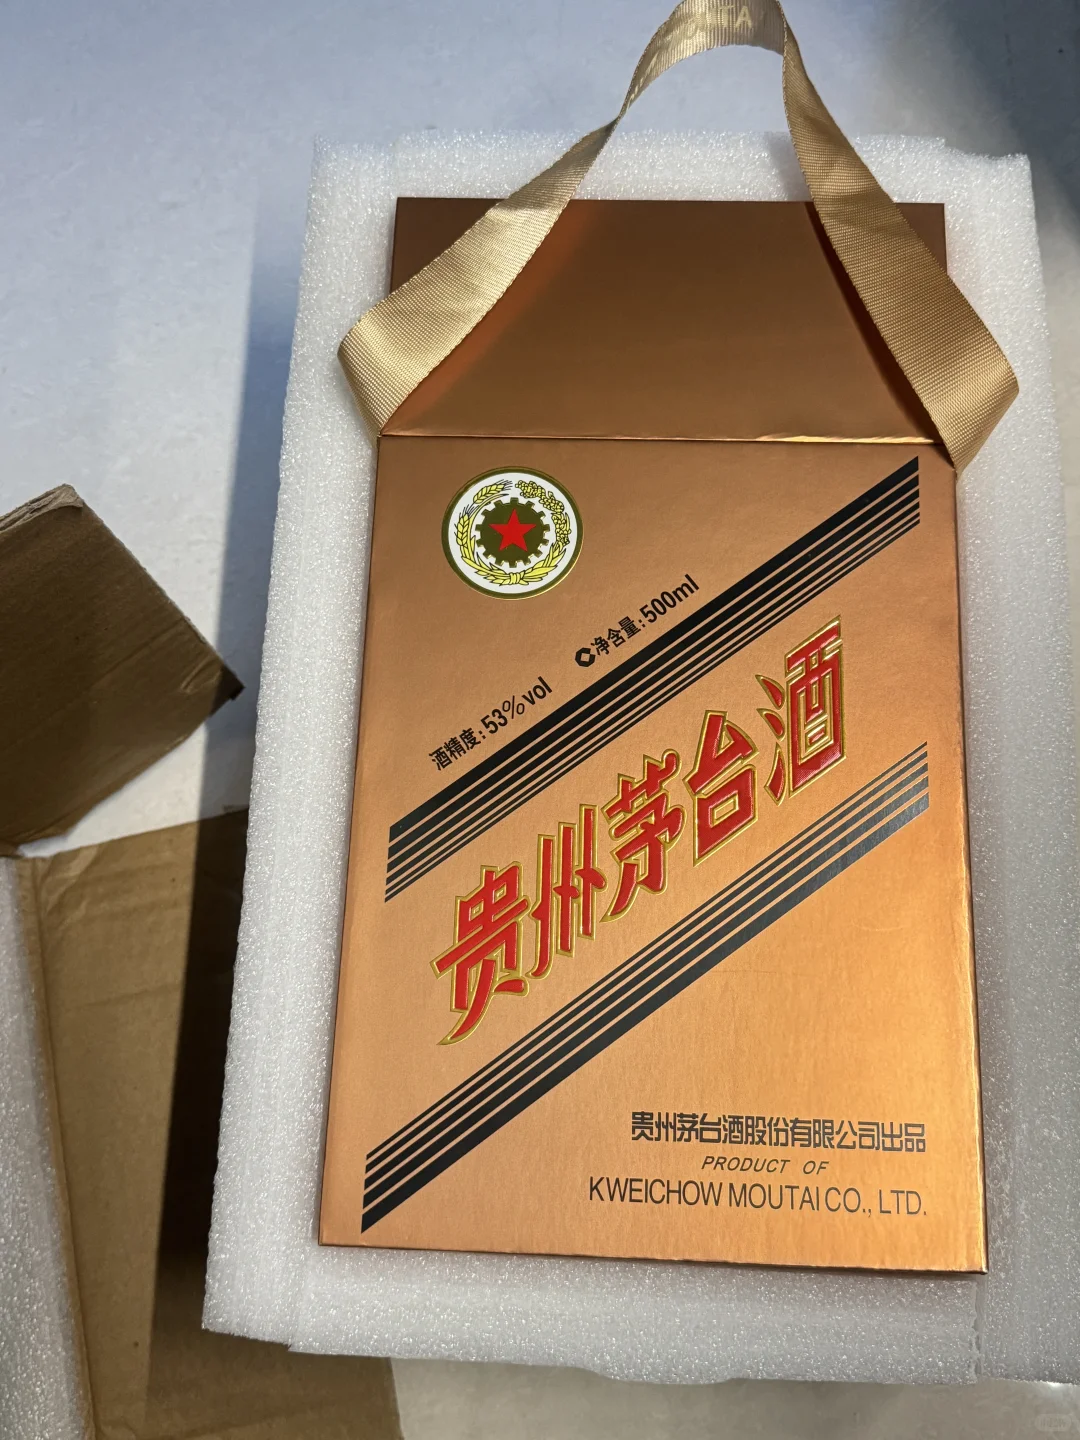 酒精度:53%vol
净含量:500ml
贵州茅台酒
贵州茅台酒股份有限公司出品
PRODUCT OF
KWEICHOW MOUTAI CO., LTD.